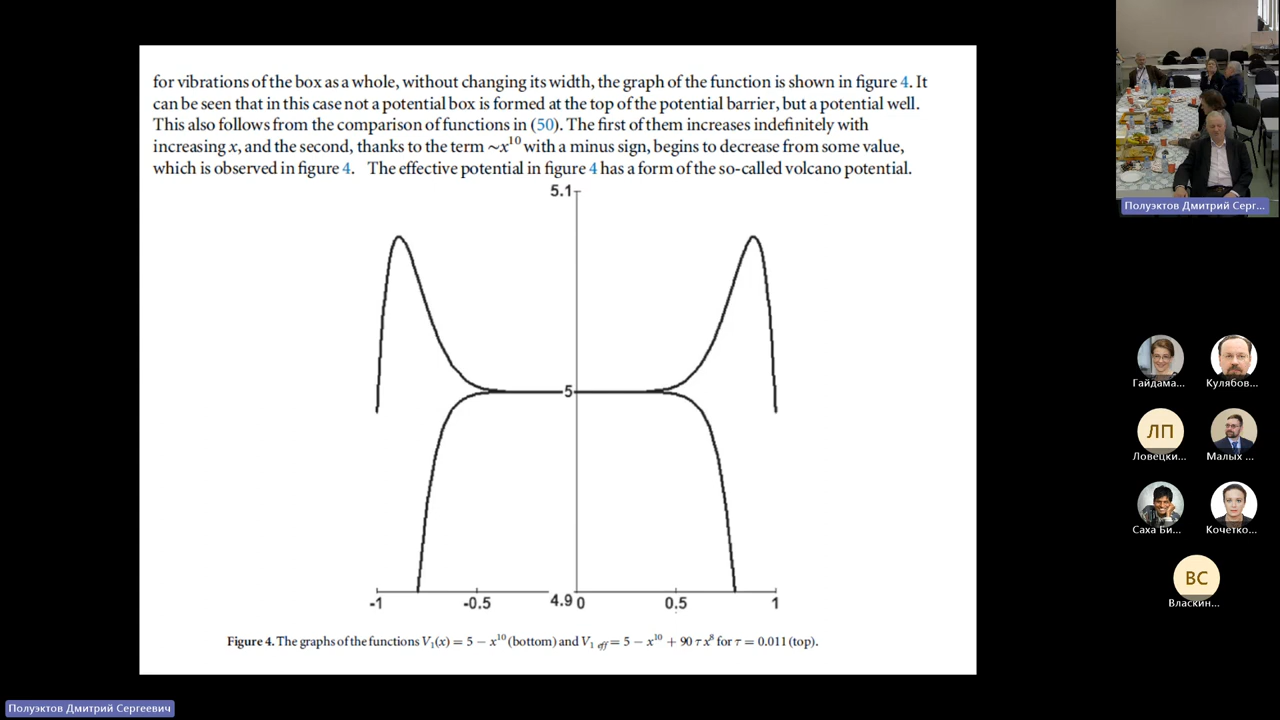 for vibrations of the box as a whole, without changing its width, the graph of the function is shown in figure 4. It
can be seen that in this case not a potential box is formed at the top of the potential barrier, but a potential well.
This also follows from the comparison of functions in (50). The first of them increases indefinitely with
increasing x, and the second, thanks to the term ~x¹⁰ with a minus sign, begins to decrease from some value,
which is observed in figure 4. The effective potential in figure 4 has a form of the so-called volcano potential.
5.1
5
4.9
-1 -0.5 0 0.5 1
Figure 4. The graphs of the functions V₁(x) = 5 − x¹⁰ (bottom) and V₁ eff = 5 − x¹⁰ + 90 τ x⁸ for τ = 0.011 (top).
Полуэктов Дмитрий Серг...
Гайдама... Кулябов...
ЛП
Ловецки... Малых ...
Саха Би... Кочетко...
ВС
Власкин...
Полуэктов Дмитрий Сергеевич